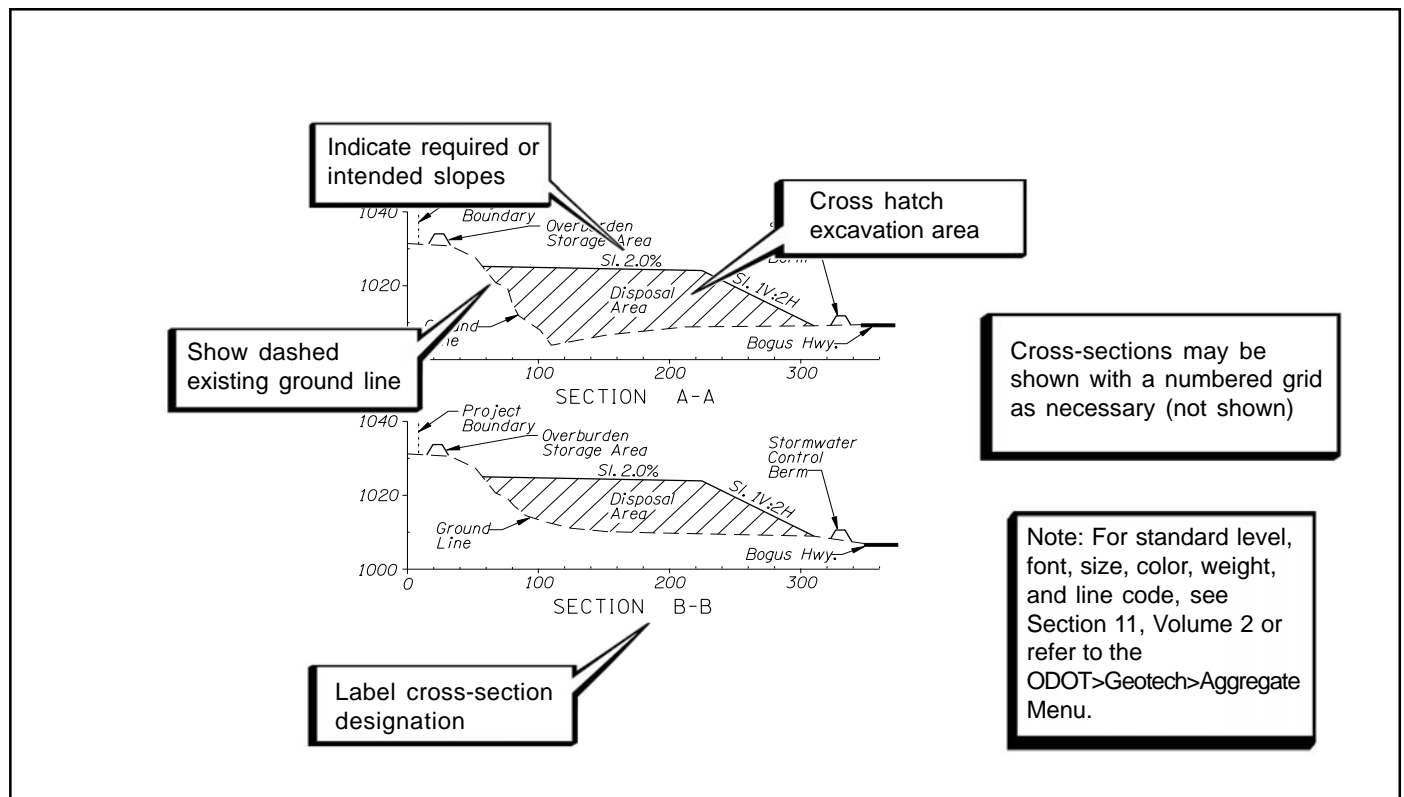 Indicate required or
intended slopes
Cross hatch
excavation area
1040
Boundary
Overburden
Storage Area
Sl. 2.0%
1020
Disposal
Area
Sl. 1V:2H
Show dashed
existing ground line
Bogus Hwy.
100
200
300
SECTION A-A
Cross-sections may be
shown with a numbered grid
as necessary (not shown)
1040
Project
Boundary
Overburden
Storage Area
Stormwater
Control
Berm
Sl. 2.0%
1020
Disposal
Area
Sl. 1V:2H
Ground
Line
Bogus Hwy.
1000
0
100
200
300
SECTION B-B
Note: For standard level,
font, size, color, weight,
and line code, see
Section 11, Volume 2 or
refer to the
ODOT>Geotech>Aggregate
Menu.
Label cross-section
designation